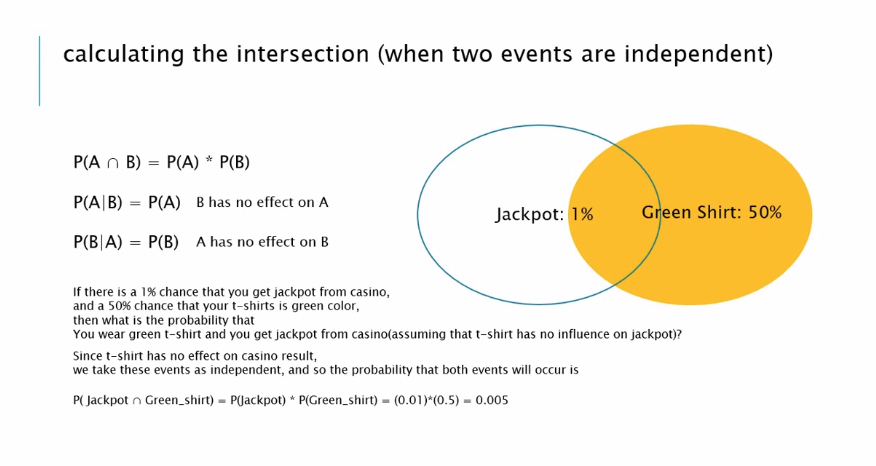 calculating the intersection (when two events are independent)
P(A ∩ B) = P(A) * P(B)
P(A|B) = P(A) B has no effect on A
P(B|A) = P(B) A has no effect on B
Jackpot: 1%
Green Shirt: 50%
If there is a 1% chance that you get jackpot from casino,
and a 50% chance that your t-shirts is green color,
then what is the probability that
You wear green t-shirt and you get jackpot from casino(assuming that t-shirt has no influence on jackpot)?
Since t-shirt has no effect on casino result,
we take these events as independent, and so the probability that both events will occur is
P( Jackpot ∩ Green_shirt) = P(Jackpot) * P(Green_shirt) = (0.01)*(0.5) = 0.005